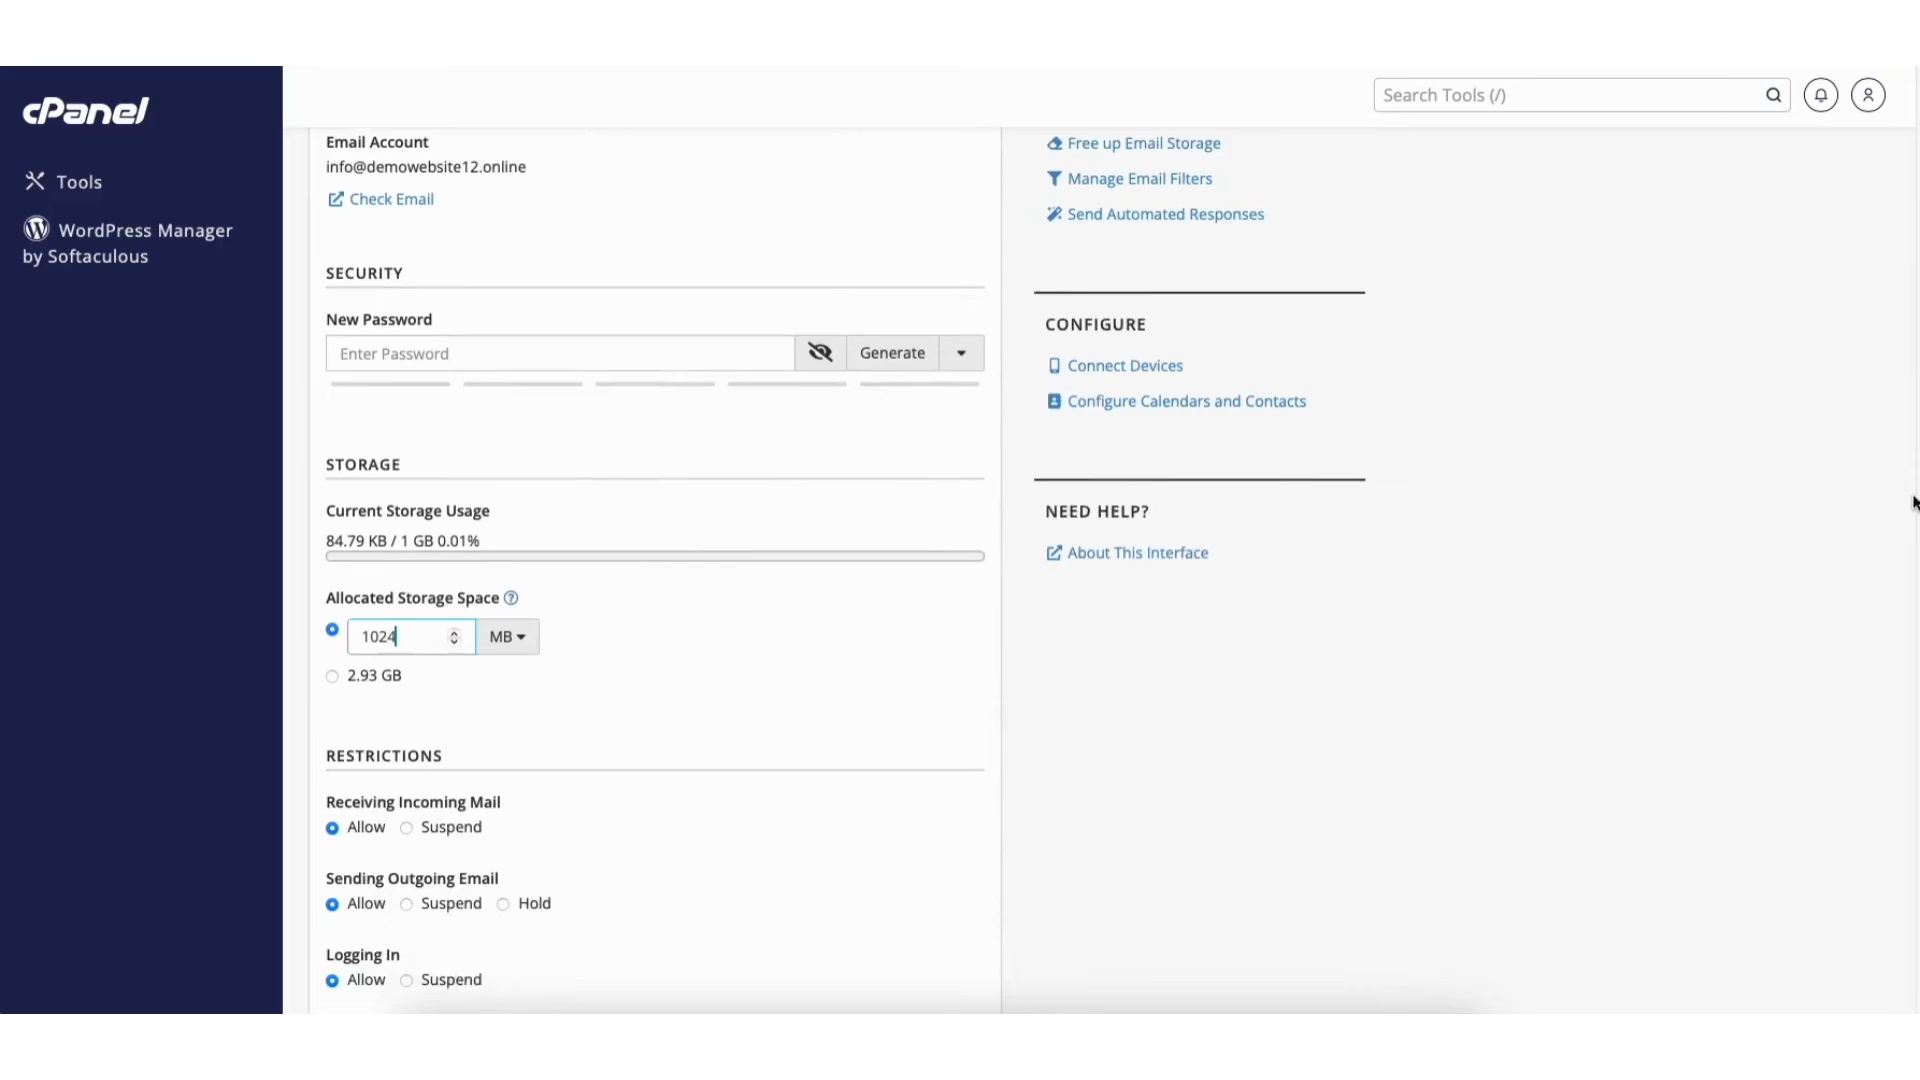 cPanel
Tools
WordPress Manager
by Softaculous
Search Tools (/)
Email Account
info@demowebsite12.online
Check Email
SECURITY
New Password
Enter Password
Generate
STORAGE
Current Storage Usage
84.79 KB / 1 GB 0.01%
Allocated Storage Space
1024 MB
2.93 GB
RESTRICTIONS
Receiving Incoming Mail
Allow Suspend
Sending Outgoing Email
Allow Suspend Hold
Logging In
Allow Suspend
Free up Email Storage
Manage Email Filters
Send Automated Responses
CONFIGURE
Connect Devices
Configure Calendars and Contacts
NEED HELP?
About This Interface